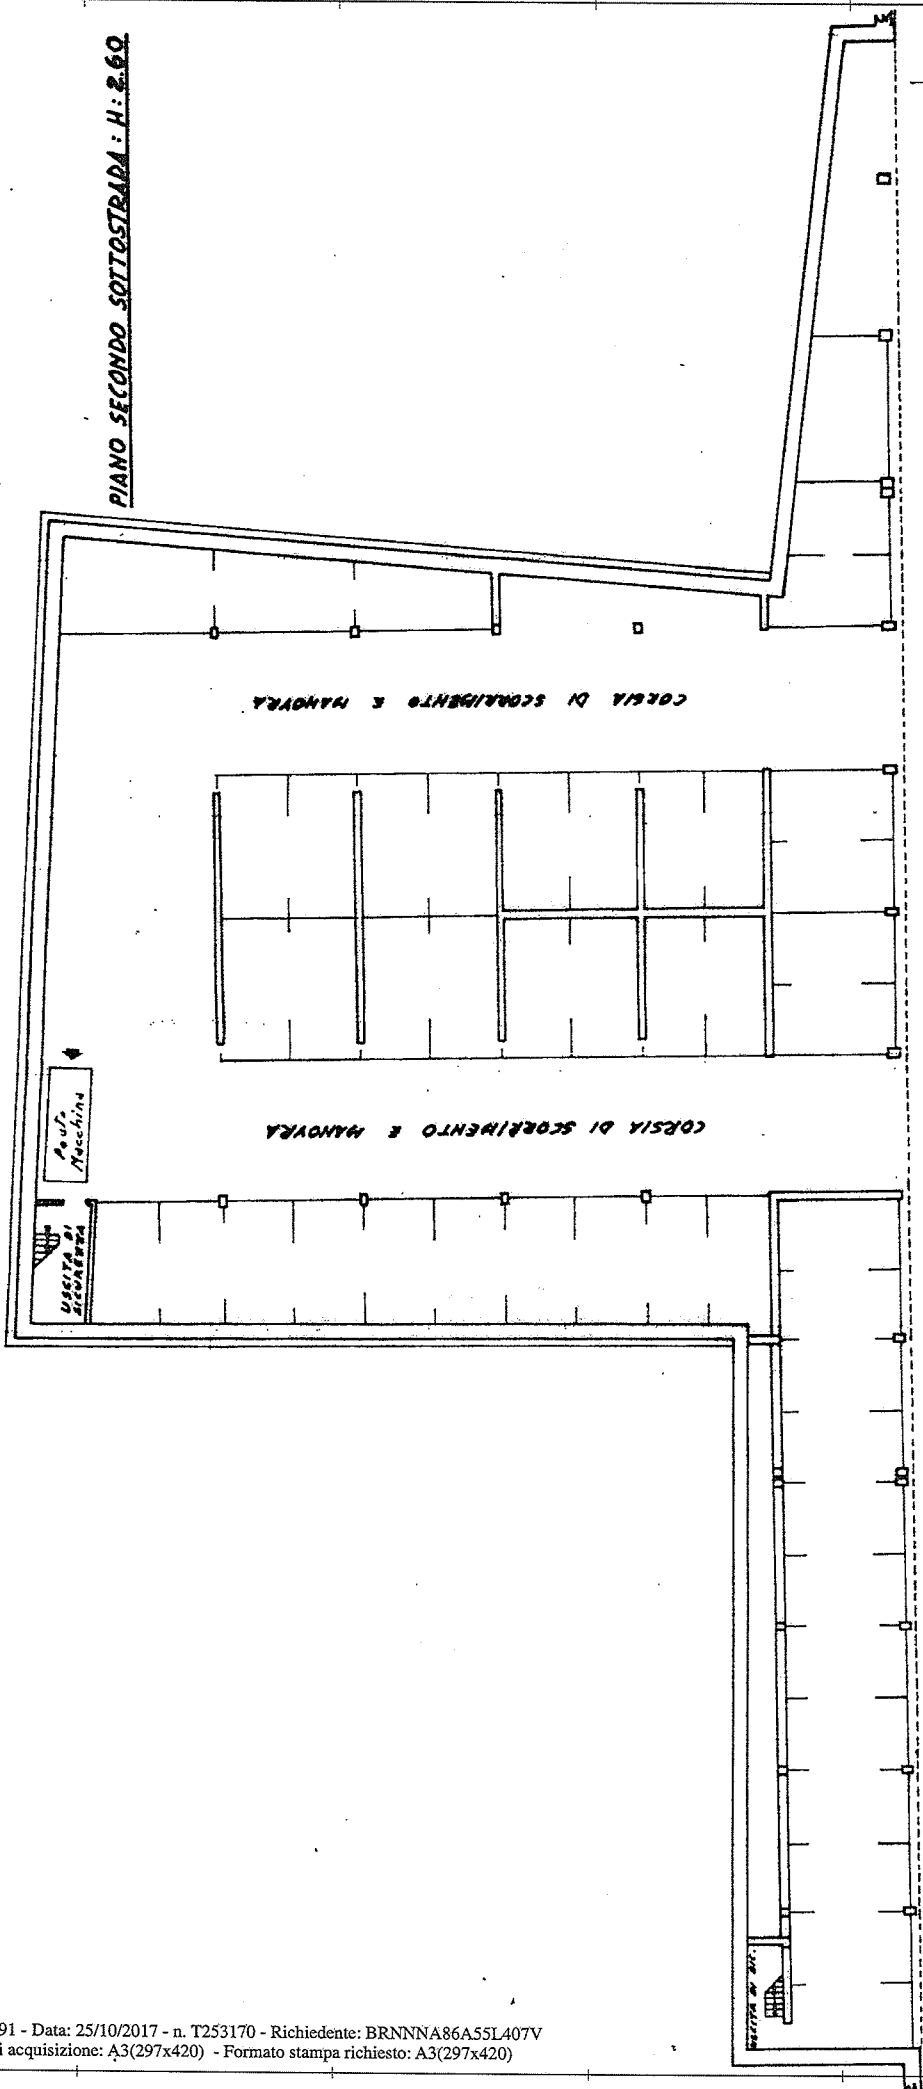 PIANO SECONDO SOTTOSTRADA : H: 2.60
CORSIA DI SCORRIMENTO E MANOVRA
CORSIA DI SCORRIMENTO E MANOVRA
Posto
Macchina
USCITA DI
SICUREZZA
USCITA DI SIC.
91 - Data: 25/10/2017 - n. T253170 - Richiedente: BRNNNA86A55L407V
i acquisizione: A3(297x420) - Formato stampa richiesto: A3(297x420)